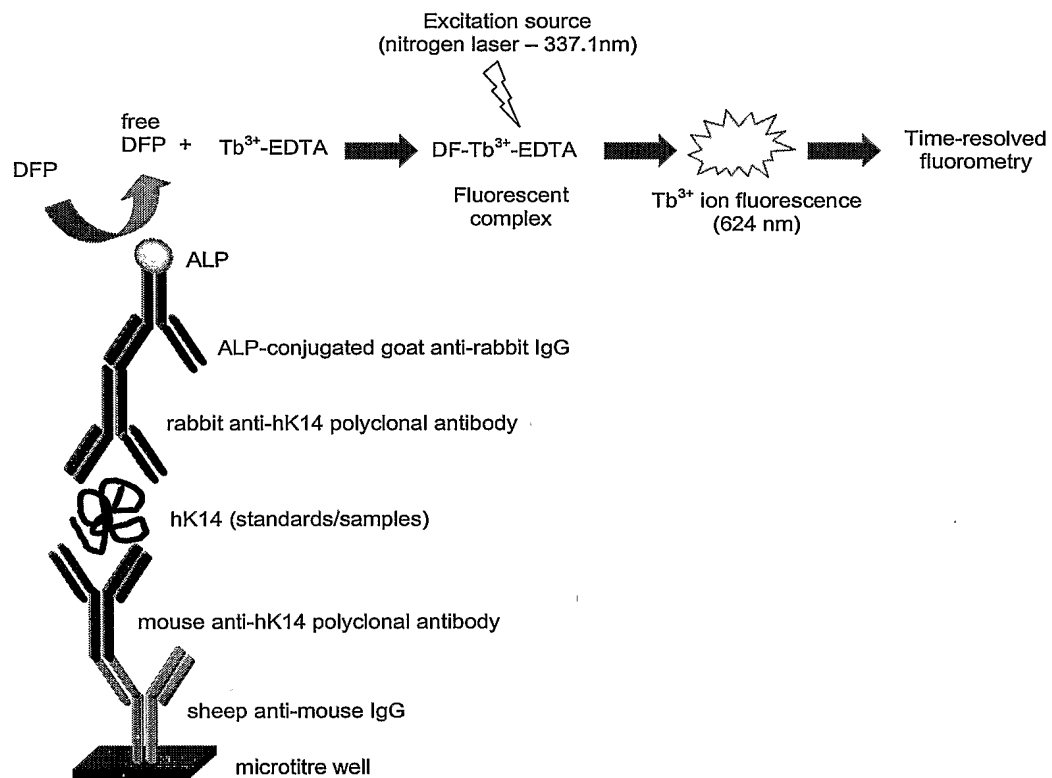 Excitation source
(nitrogen laser – 337.1nm)
free
DFP + Tb³⁺-EDTA
DF-Tb³⁺-EDTA
Time-resolved
fluorometry
DFP
Fluorescent
complex
Tb³⁺ ion fluorescence
(624 nm)
ALP
ALP-conjugated goat anti-rabbit IgG
rabbit anti-hK14 polyclonal antibody
hK14 (standards/samples)
mouse anti-hK14 polyclonal antibody
sheep anti-mouse IgG
microtitre well